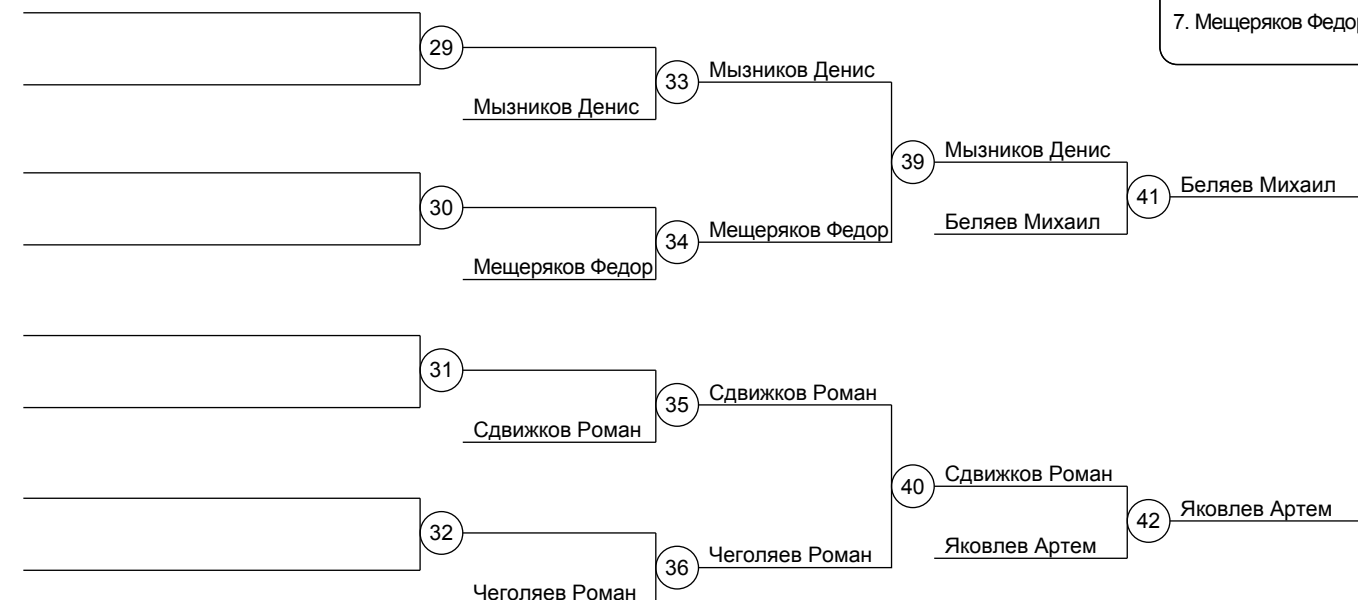 7. Мещеряков Федор
29
33
Мызников Денис
Мызников Денис
39
Мызников Денис
41
Беляев Михаил
30
34
Мещеряков Федор
Беляев Михаил
Мещеряков Федор
31
35
Сдвижков Роман
Сдвижков Роман
40
Сдвижков Роман
42
Яковлев Артем
32
36
Чеголяев Роман
Яковлев Артем
Чеголяев Роман